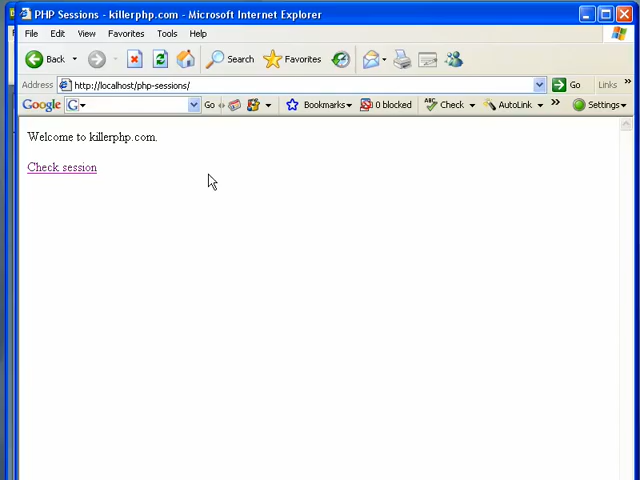 PHP Sessions - killerphp.com - Microsoft Internet Explorer
File Edit View Favorites Tools Help
Back Search Favorites
Address http://localhost/php-sessions/ Go Links »
Google G Go Bookmarks 0 blocked Check AutoLink » Settings
Welcome to killerphp.com.
Check session